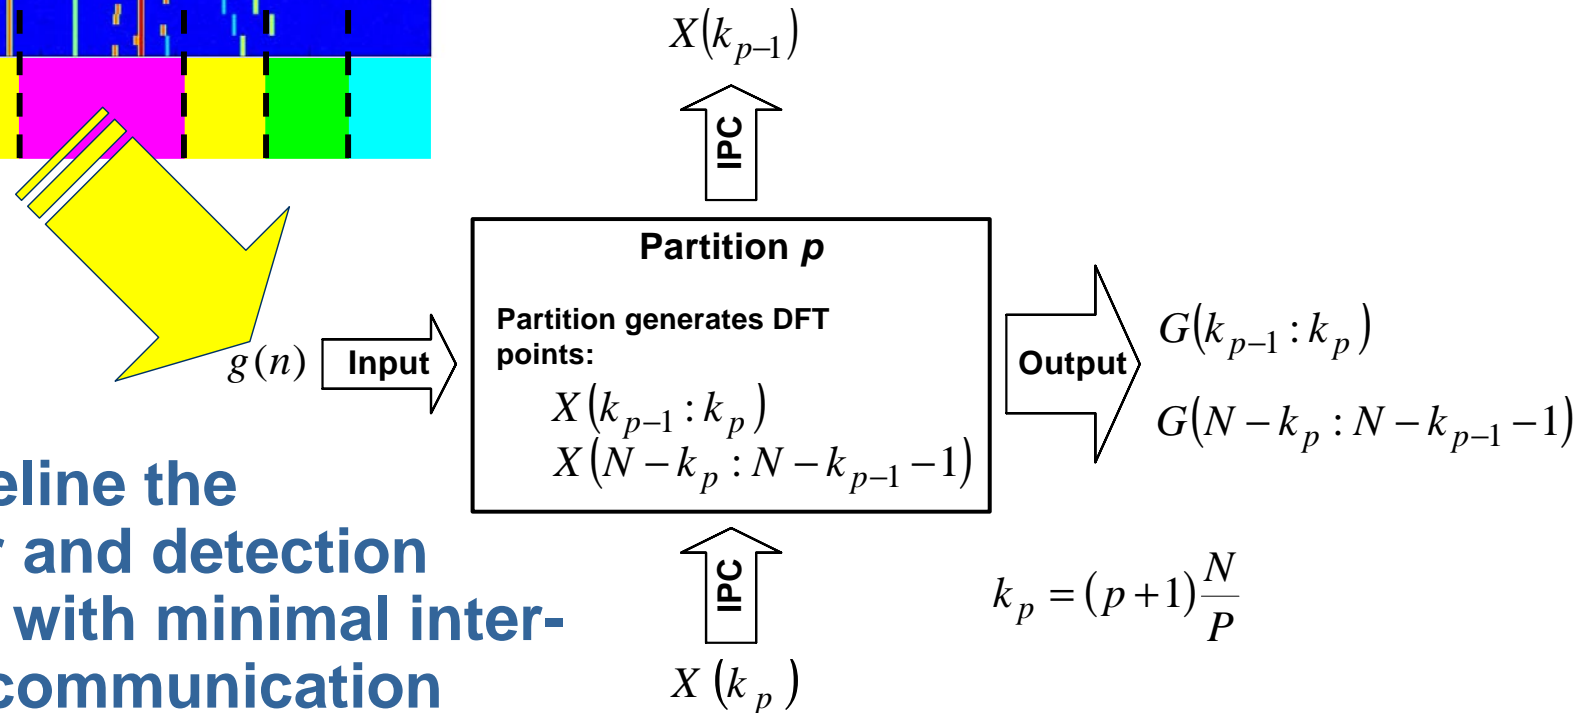 X(k_{p−1})
IPC
Partition p
Partition generates DFT
points:
X(k_{p−1} : k_p)
X(N − k_p : N − k_{p−1} − 1)
g(n)
Input
Output
G(k_{p−1} : k_p)
G(N − k_p : N − k_{p−1} − 1)
IPC
X(k_p)
k_p = (p + 1) N/P
eline the
and detection
with minimal inter-
communication